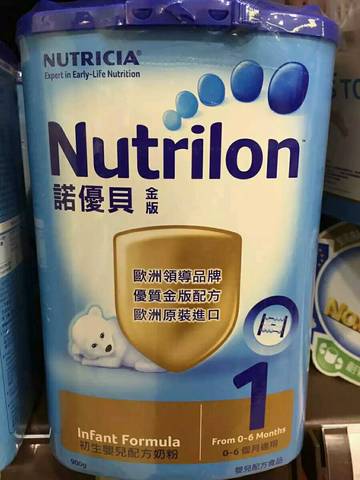 NUTRICIA®
Expert in Early-Life Nutrition
Nutrilon
諾優貝 金版
歐洲領導品牌
優質金版配方
歐洲原裝進口
1
Infant Formula
初生嬰兒配方奶粉
900g
From 0-6 Months
0-6 個月適用
嬰兒配方食品